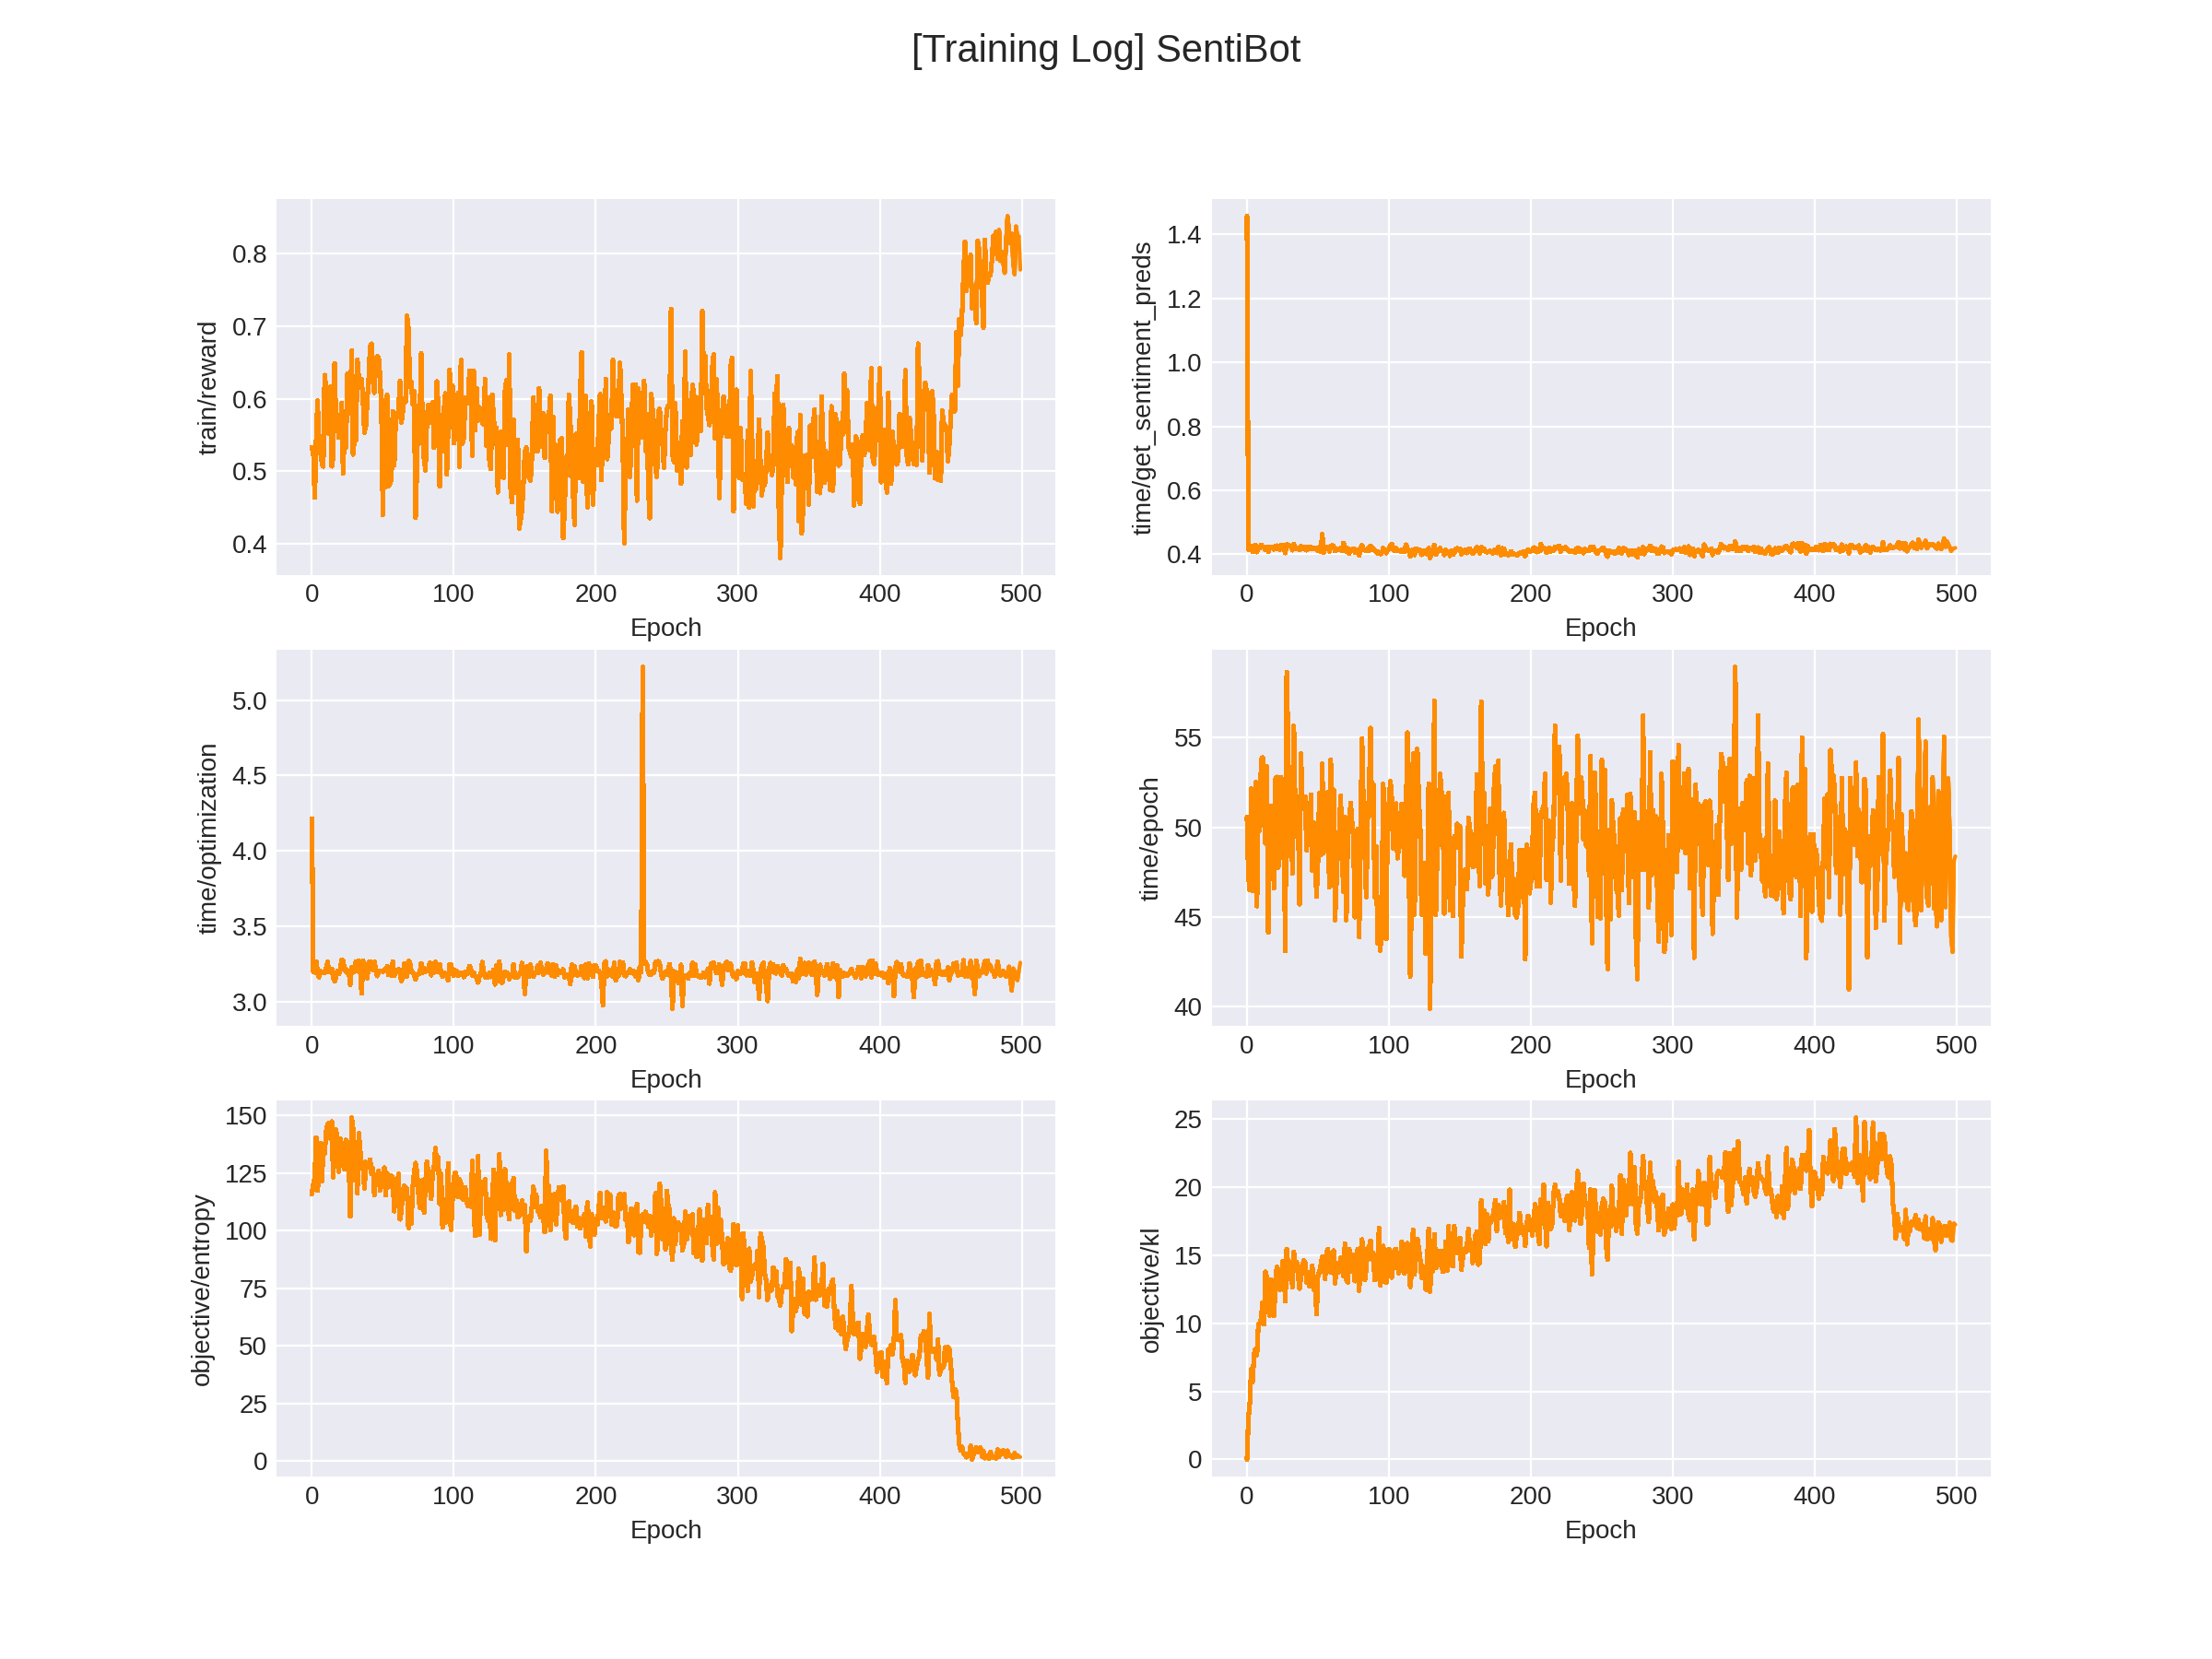 [Training Log] SentiBot
train/reward
0.8
0.7
0.6
0.5
0.4
0 100 200 300 400 500
Epoch
time/get_sentiment_preds
1.4
1.2
1.0
0.8
0.6
0.4
0 100 200 300 400 500
Epoch
time/optimization
5.0
4.5
4.0
3.5
3.0
0 100 200 300 400 500
Epoch
time/epoch
55
50
45
40
0 100 200 300 400 500
Epoch
objective/entropy
150
125
100
75
50
25
0
0 100 200 300 400 500
Epoch
objective/kl
25
20
15
10
5
0
0 100 200 300 400 500
Epoch